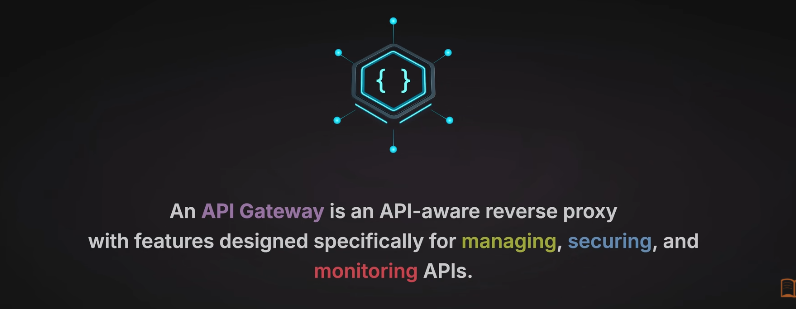 { }
An API Gateway is an API-aware reverse proxy
with features designed specifically for managing, securing, and
monitoring APIs.